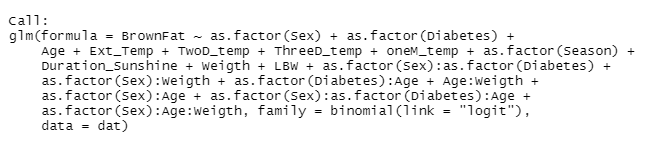 Call:
glm(formula = BrownFat ~ as.factor(Sex) + as.factor(Diabetes) +
    Age + Ext_Temp + TwoD_temp + ThreeD_temp + oneM_temp + as.factor(Season) +
    Duration_Sunshine + Weigth + LBW + as.factor(Sex):as.factor(Diabetes) +
    as.factor(Sex):Weigth + as.factor(Diabetes):Age + Age:Weigth +
    as.factor(Sex):Age + as.factor(Sex):as.factor(Diabetes):Age +
    as.factor(Sex):Age:Weigth, family = binomial(link = "logit"),
    data = dat)